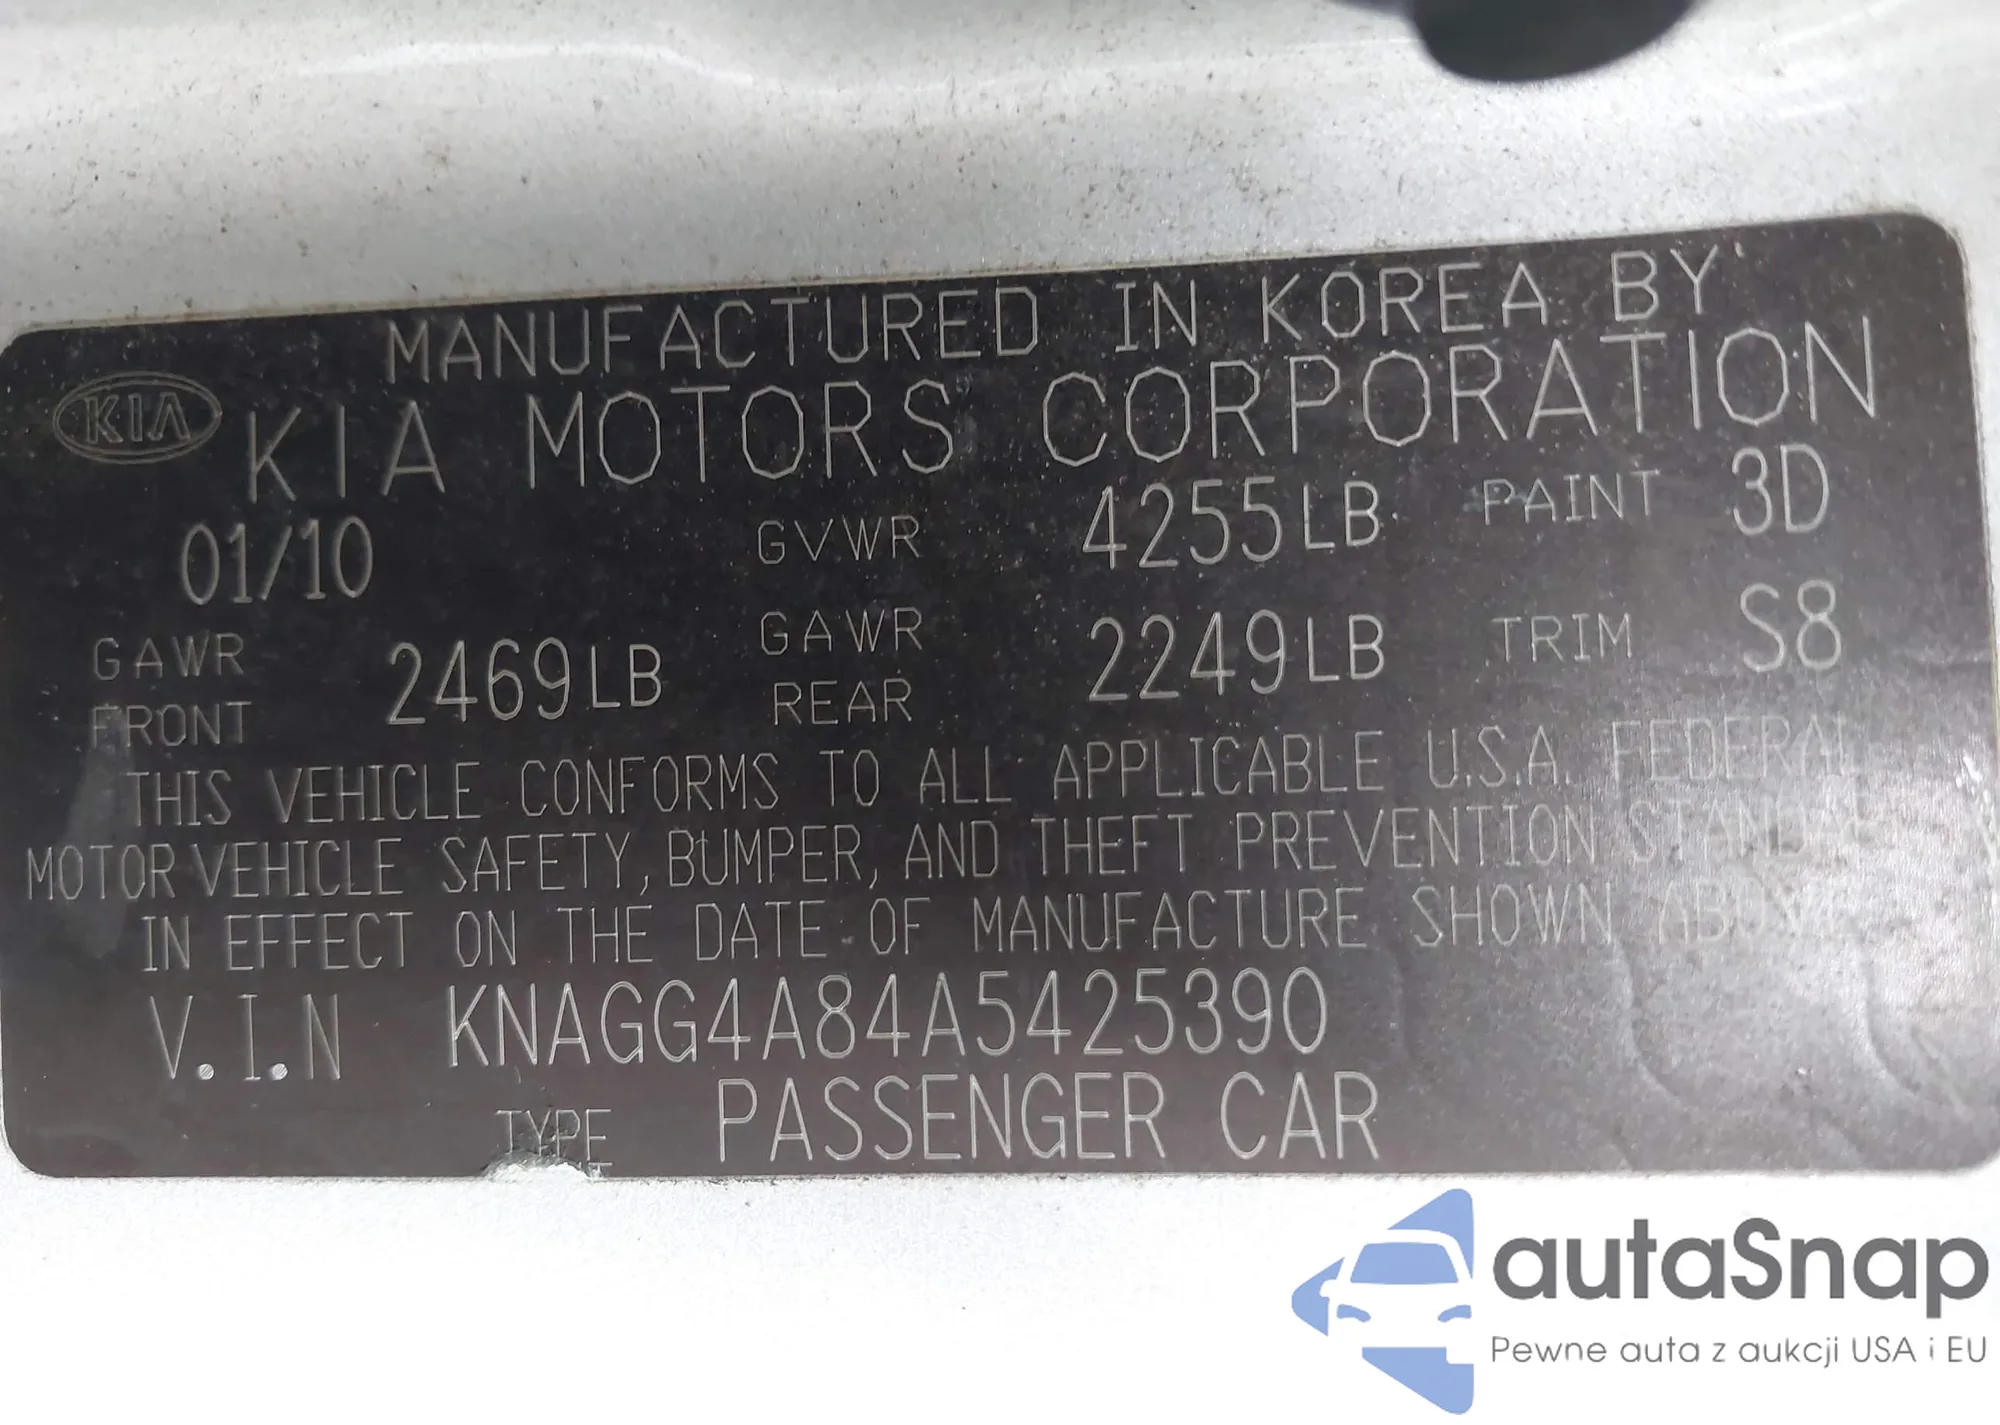 MANUFACTURED IN KOREA BY
KIA KIA MOTORS CORPORATION
01/10 GVWR 4255LB PAINT 3D
GAWR FRONT 2469LB GAWR REAR 2249LB TRIM S8
THIS VEHICLE CONFORMS TO ALL APPLICABLE U.S.A. FEDERAL
MOTOR VEHICLE SAFETY, BUMPER, AND THEFT PREVENTION STANDARDS
IN EFFECT ON THE DATE OF MANUFACTURE SHOWN ABOVE.
V.I.N KNAGG4A84A5425390
TYPE PASSENGER CAR
autaSnap
Pewne auta z aukcji USA i EU